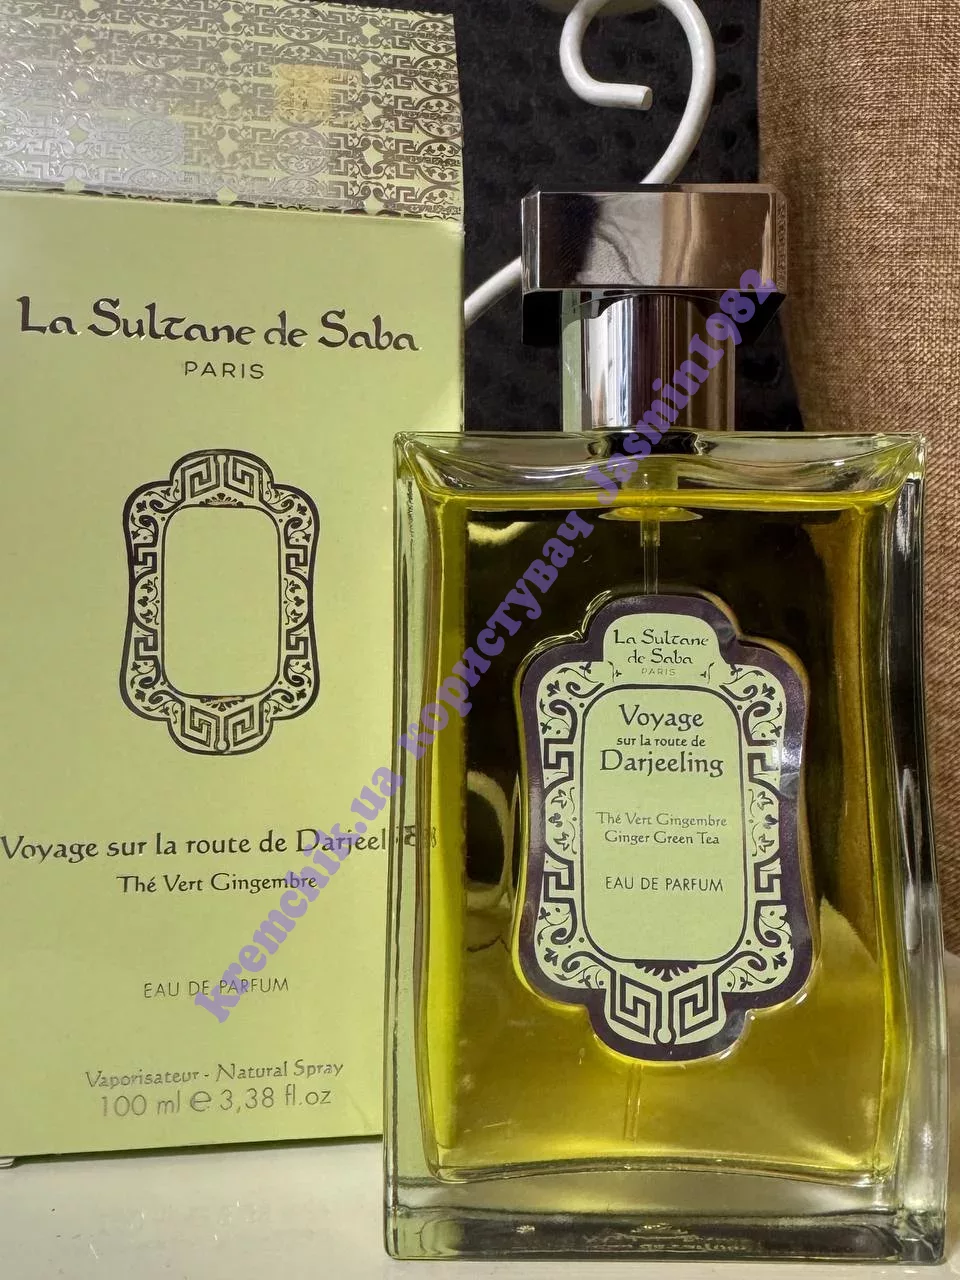 La Sultane de Saba
PARIS
Voyage sur la route de Darjeel
Thé Vert Gingembre
EAU DE PARFUM
Vaporisateur - Natural Spray
100 ml e 3,38 fl.oz
La Sultane
de Saba
PARIS
Voyage
sur la route de
Darjeeling
Thé Vert Gingembre
Ginger Green Tea
EAU DE PARFUM
kremchik.ua користувач Jasmin1982